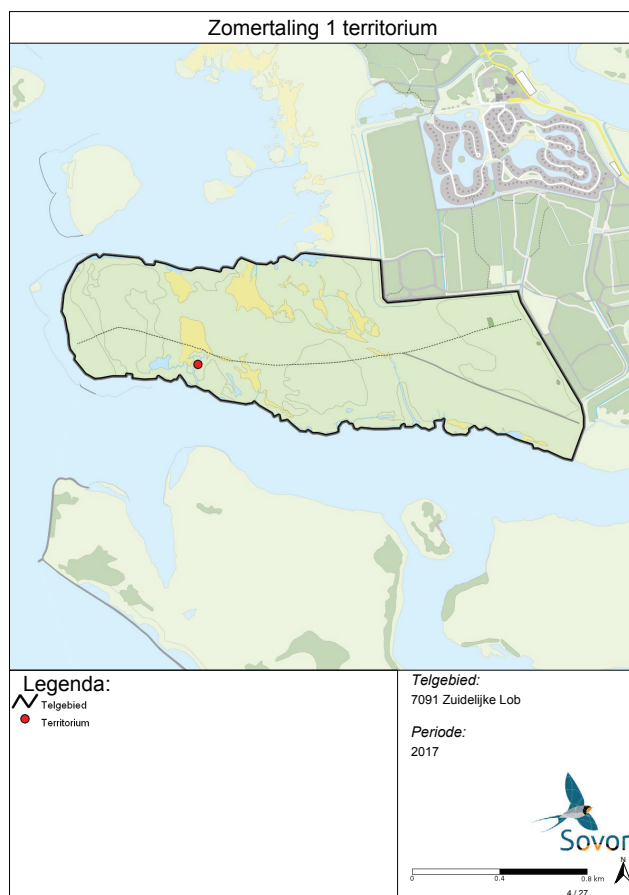 Zomertaling 1 territorium
Legenda:
Telgebied
Territorium
Telgebied:
7091 Zuidelijke Lob
Periode:
2017
Sovon
N
0 0.4 0.8 km
4 / 27